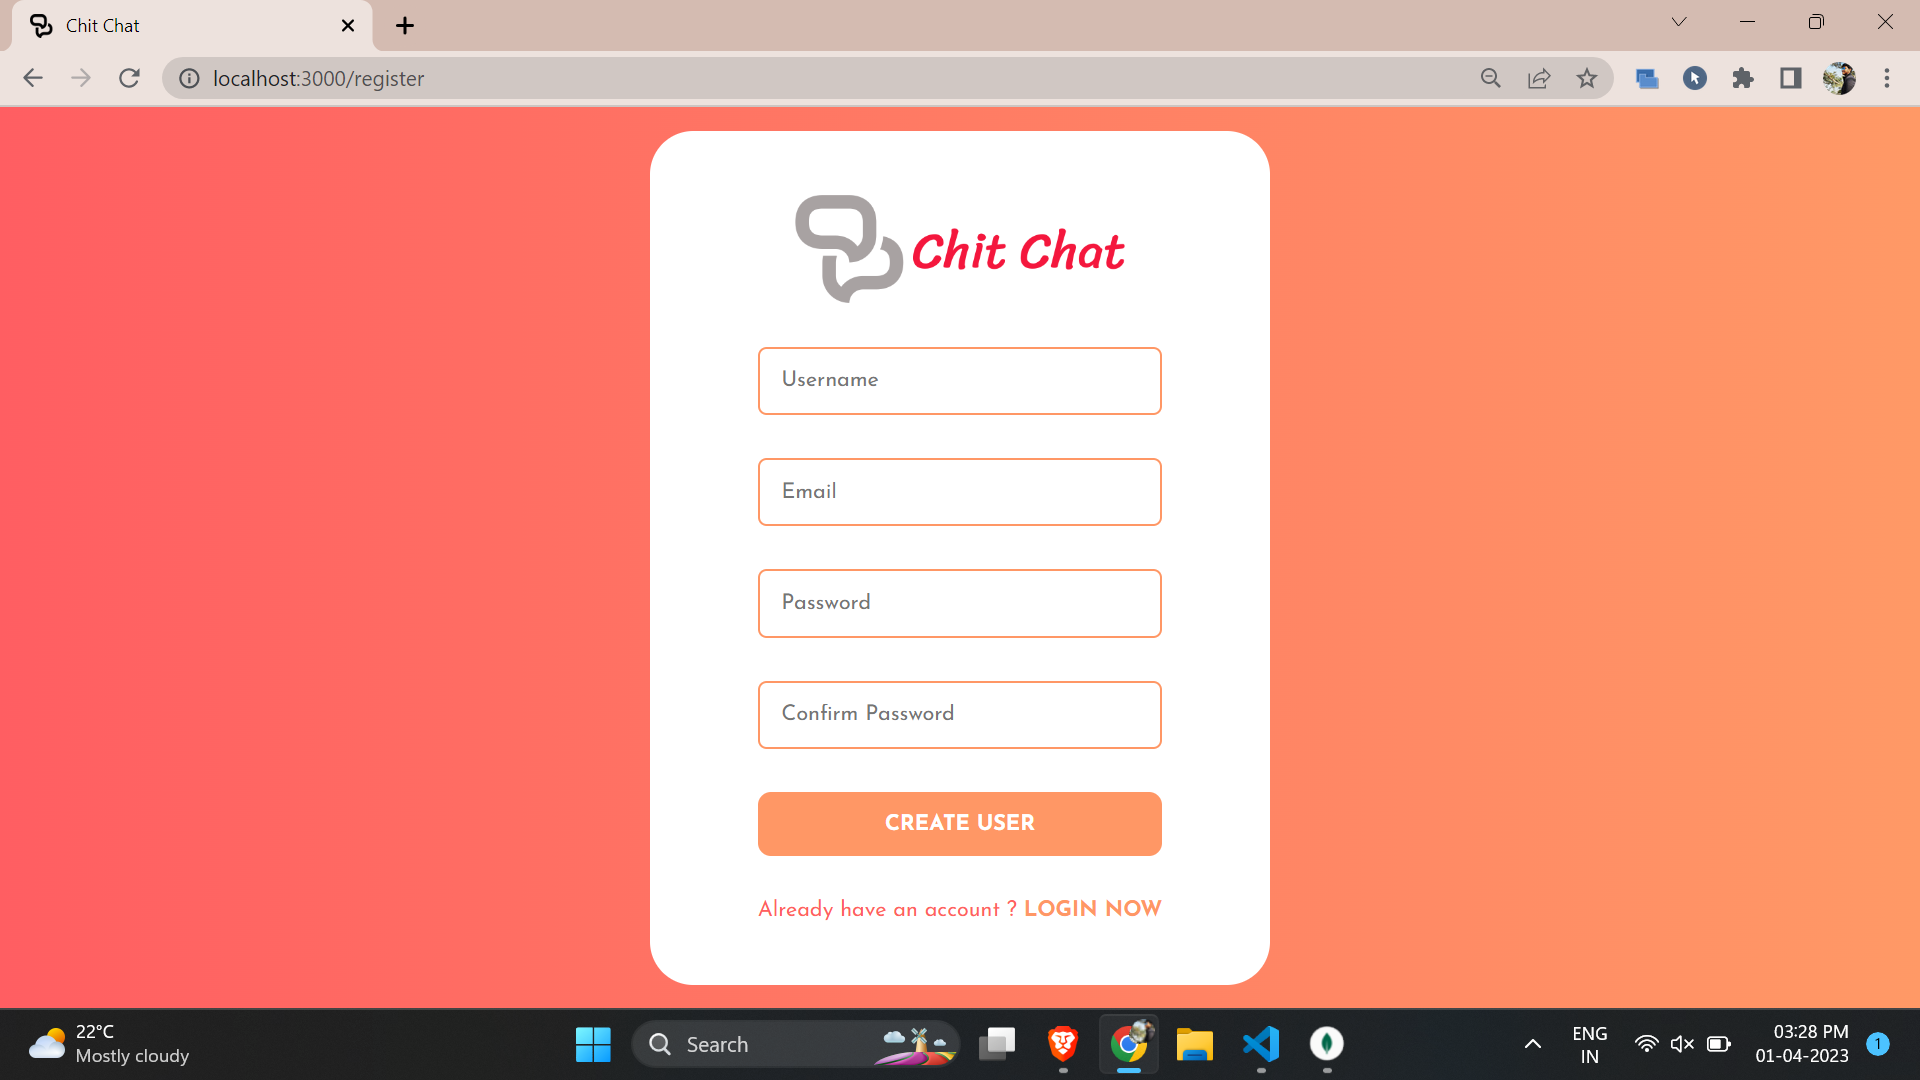 Chit Chat
localhost:3000/register
Chit Chat
Username
Email
Password
Confirm Password
CREATE USER
Already have an account ? LOGIN NOW
22°C
Mostly cloudy
Search
ENG
IN
03:28 PM
01-04-2023
1